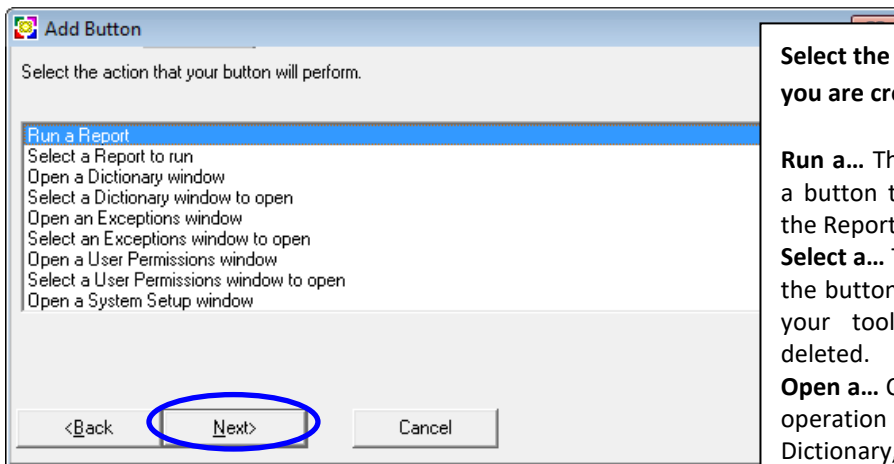 Add Button
Select the action that your button will perform.
Run a Report
Select a Report to run
Open a Dictionary window
Select a Dictionary window to open
Open an Exceptions window
Select an Exceptions window to open
Open a User Permissions window
Select a User Permissions window to open
Open a System Setup window
<Back
Next>
Cancel
Select the
you are
Run a…
a button
the Report
Select a…
the button
your
deleted.
Open a…
operation
Dictionary,